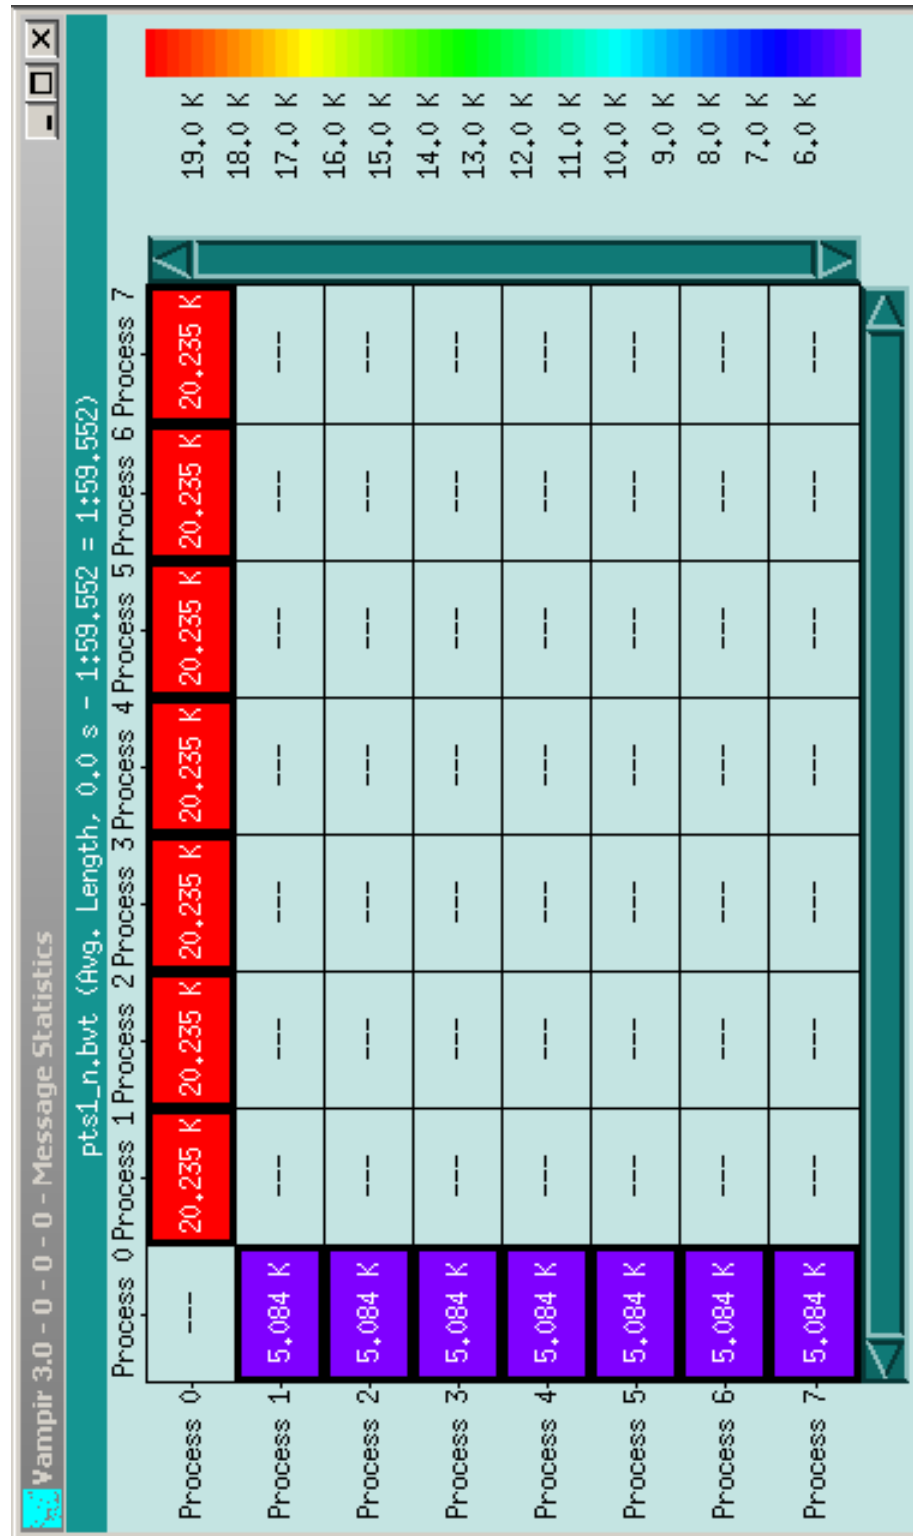 Vampir 3.0 - 0 - 0 - 0 - Message Statistics
pts1_n.bvt (Avg. Length, 0.0 s - 1:59.552 = 1:59.552)
Process 0 Process 1 Process 2 Process 3 Process 4 Process 5 Process 6 Process 7
Process 0 --- 20.235 K 20.235 K 20.235 K 20.235 K 20.235 K 20.235 K 20.235 K
Process 1 5.084 K --- --- --- --- --- --- ---
Process 2 5.084 K --- --- --- --- --- --- ---
Process 3 5.084 K --- --- --- --- --- --- ---
Process 4 5.084 K --- --- --- --- --- --- ---
Process 5 5.084 K --- --- --- --- --- --- ---
Process 6 5.084 K --- --- --- --- --- --- ---
Process 7 5.084 K --- --- --- --- --- --- ---
19.0 K
18.0 K
17.0 K
16.0 K
15.0 K
14.0 K
13.0 K
12.0 K
11.0 K
10.0 K
9.0 K
8.0 K
7.0 K
6.0 K